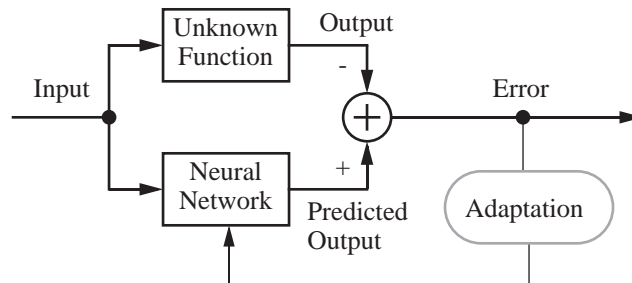 Unknown
Function
Output
-
Input
Error
+
Neural
Network
Predicted
Output
Adaptation